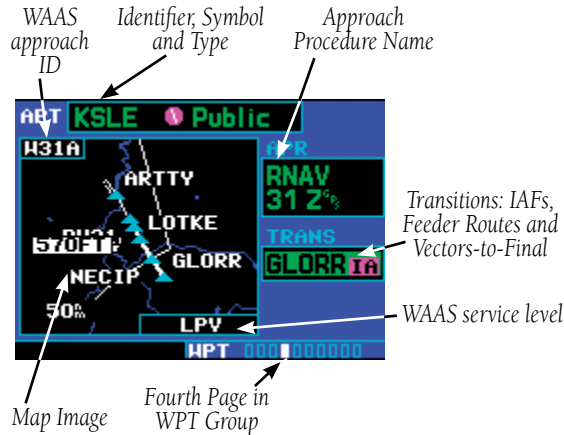 WAAS
approach
ID
Identifier, Symbol
and Type
Approach
Procedure Name
KSLE Public
W31A
APR
ARTTY
RNAV
31 Z GPS
LOTKE
TRANS
570FT
GLORR
GLORR IA
NECIP
50nm
LPV
WPT
Transitions: IAFs,
Feeder Routes and
Vectors-to-Final
WAAS service level
Map Image
Fourth Page in
WPT Group